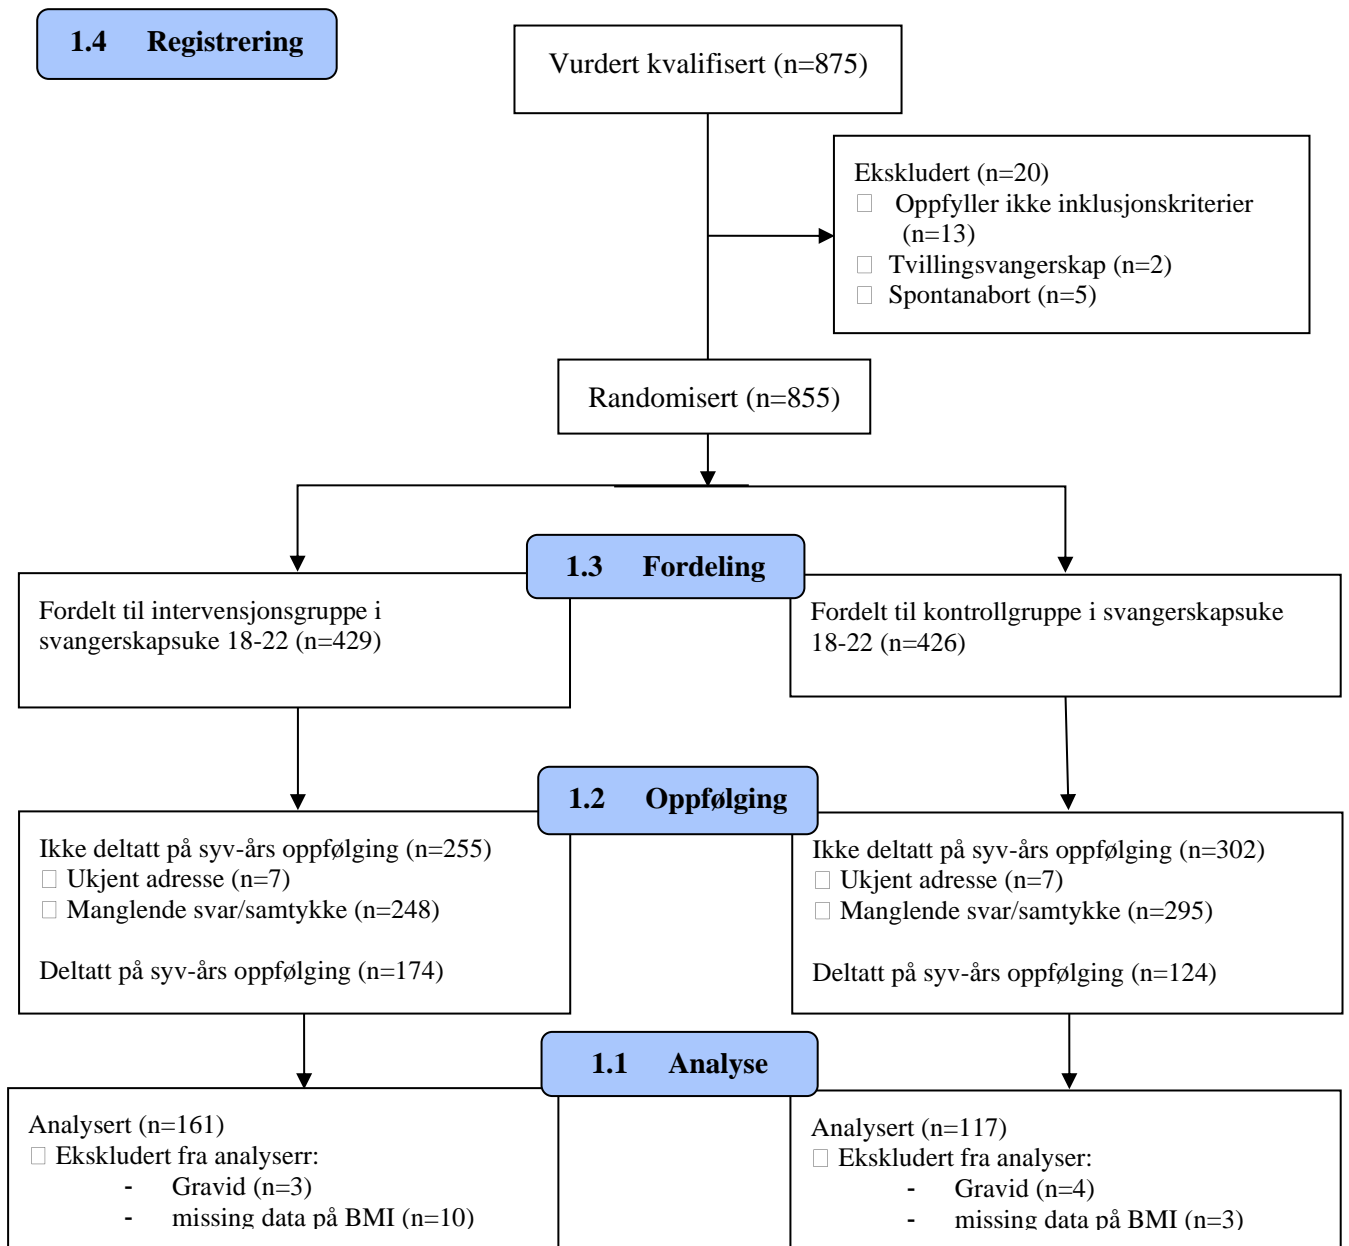 1.4 Registrering
Vurdert kvalifisert (n=875)
Ekskludert (n=20)
Oppfyller ikke inklusjonskriterier
(n=13)
Tvillingsvangerskap (n=2)
Spontanabort (n=5)
Randomisert (n=855)
1.3 Fordeling
Fordelt til intervensjonsgruppe i
svangerskapsuke 18-22 (n=429)
Fordelt til kontrollgruppe i svangerskapsuke
18-22 (n=426)
1.2 Oppfølging
Ikke deltatt på syv-års oppfølging (n=255)
Ukjent adresse (n=7)
Manglende svar/samtykke (n=248)
Deltatt på syv-års oppfølging (n=174)
Ikke deltatt på syv-års oppfølging (n=302)
Ukjent adresse (n=7)
Manglende svar/samtykke (n=295)
Deltatt på syv-års oppfølging (n=124)
1.1 Analyse
Analysert (n=161)
Ekskludert fra analyserr:
- Gravid (n=3)
- missing data på BMI (n=10)
Analysert (n=117)
Ekskludert fra analyser:
- Gravid (n=4)
- missing data på BMI (n=3)